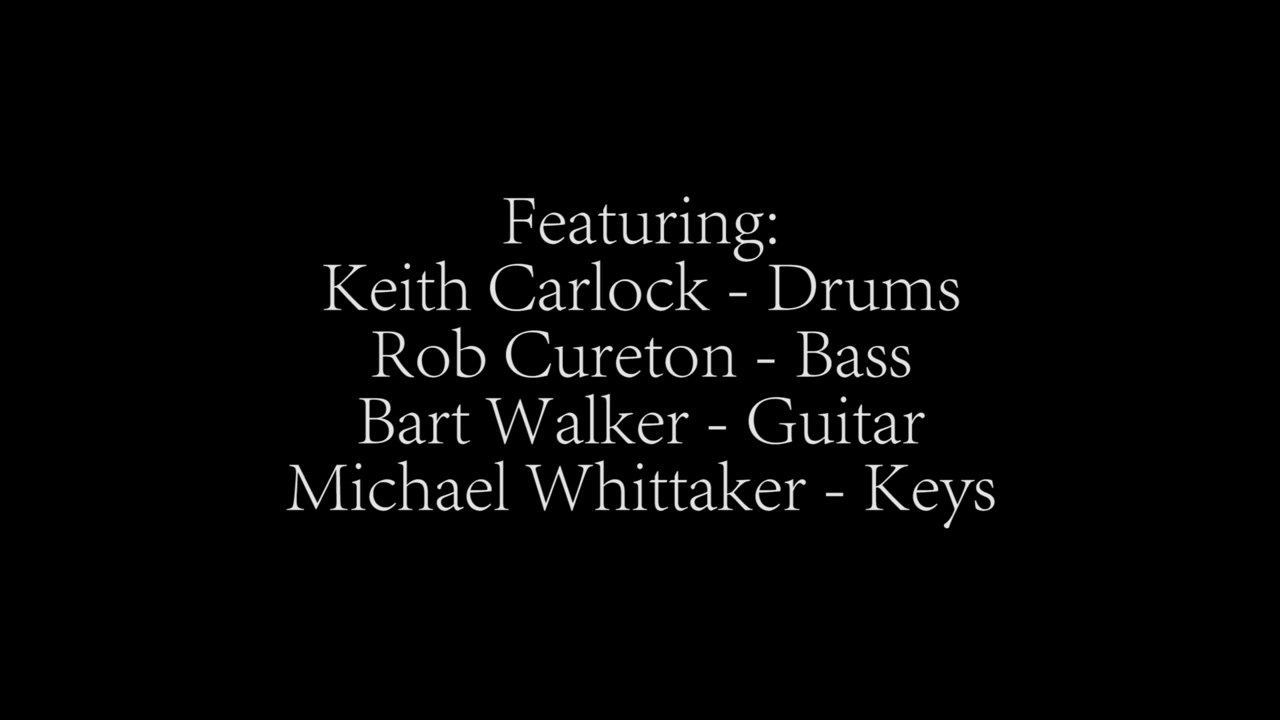 Featuring:
Keith Carlock - Drums
Rob Cureton - Bass
Bart Walker - Guitar
Michael Whittaker - Keys